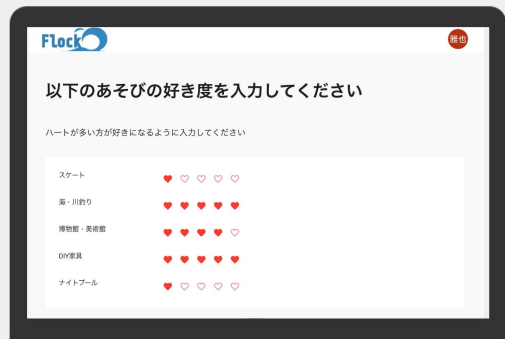 Flock
雅也
以下のあそびの好き度を入力してください
ハートが多い方が好きになるように入力してください
スケート
海・川釣り
博物館・美術館
DIY家具
ナイトプール